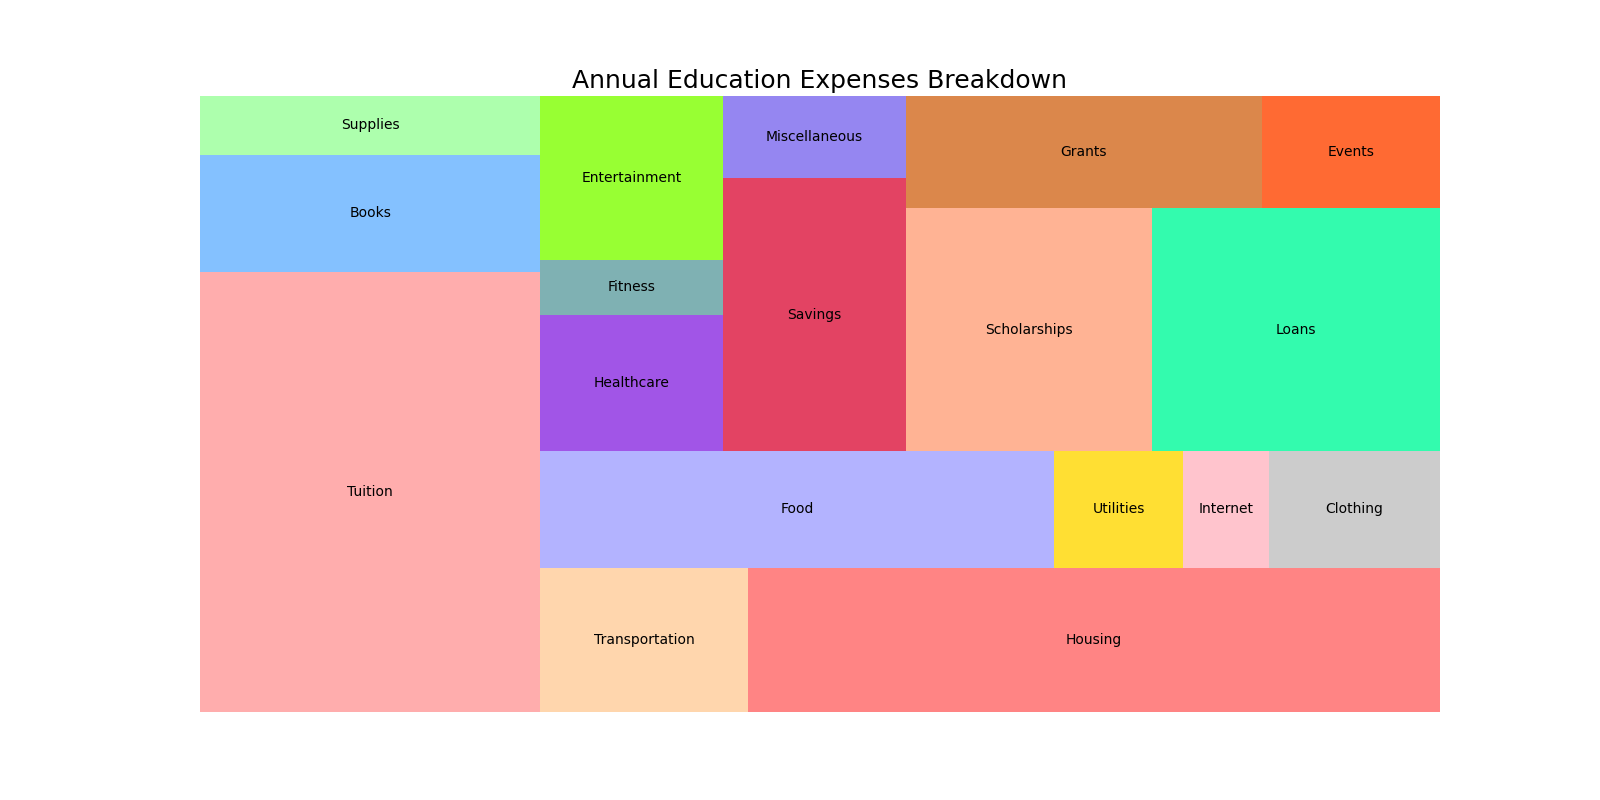 Annual Education Expenses Breakdown
Supplies
Books
Tuition
Entertainment
Fitness
Healthcare
Miscellaneous
Savings
Grants
Events
Scholarships
Loans
Food
Utilities
Internet
Clothing
Transportation
Housing